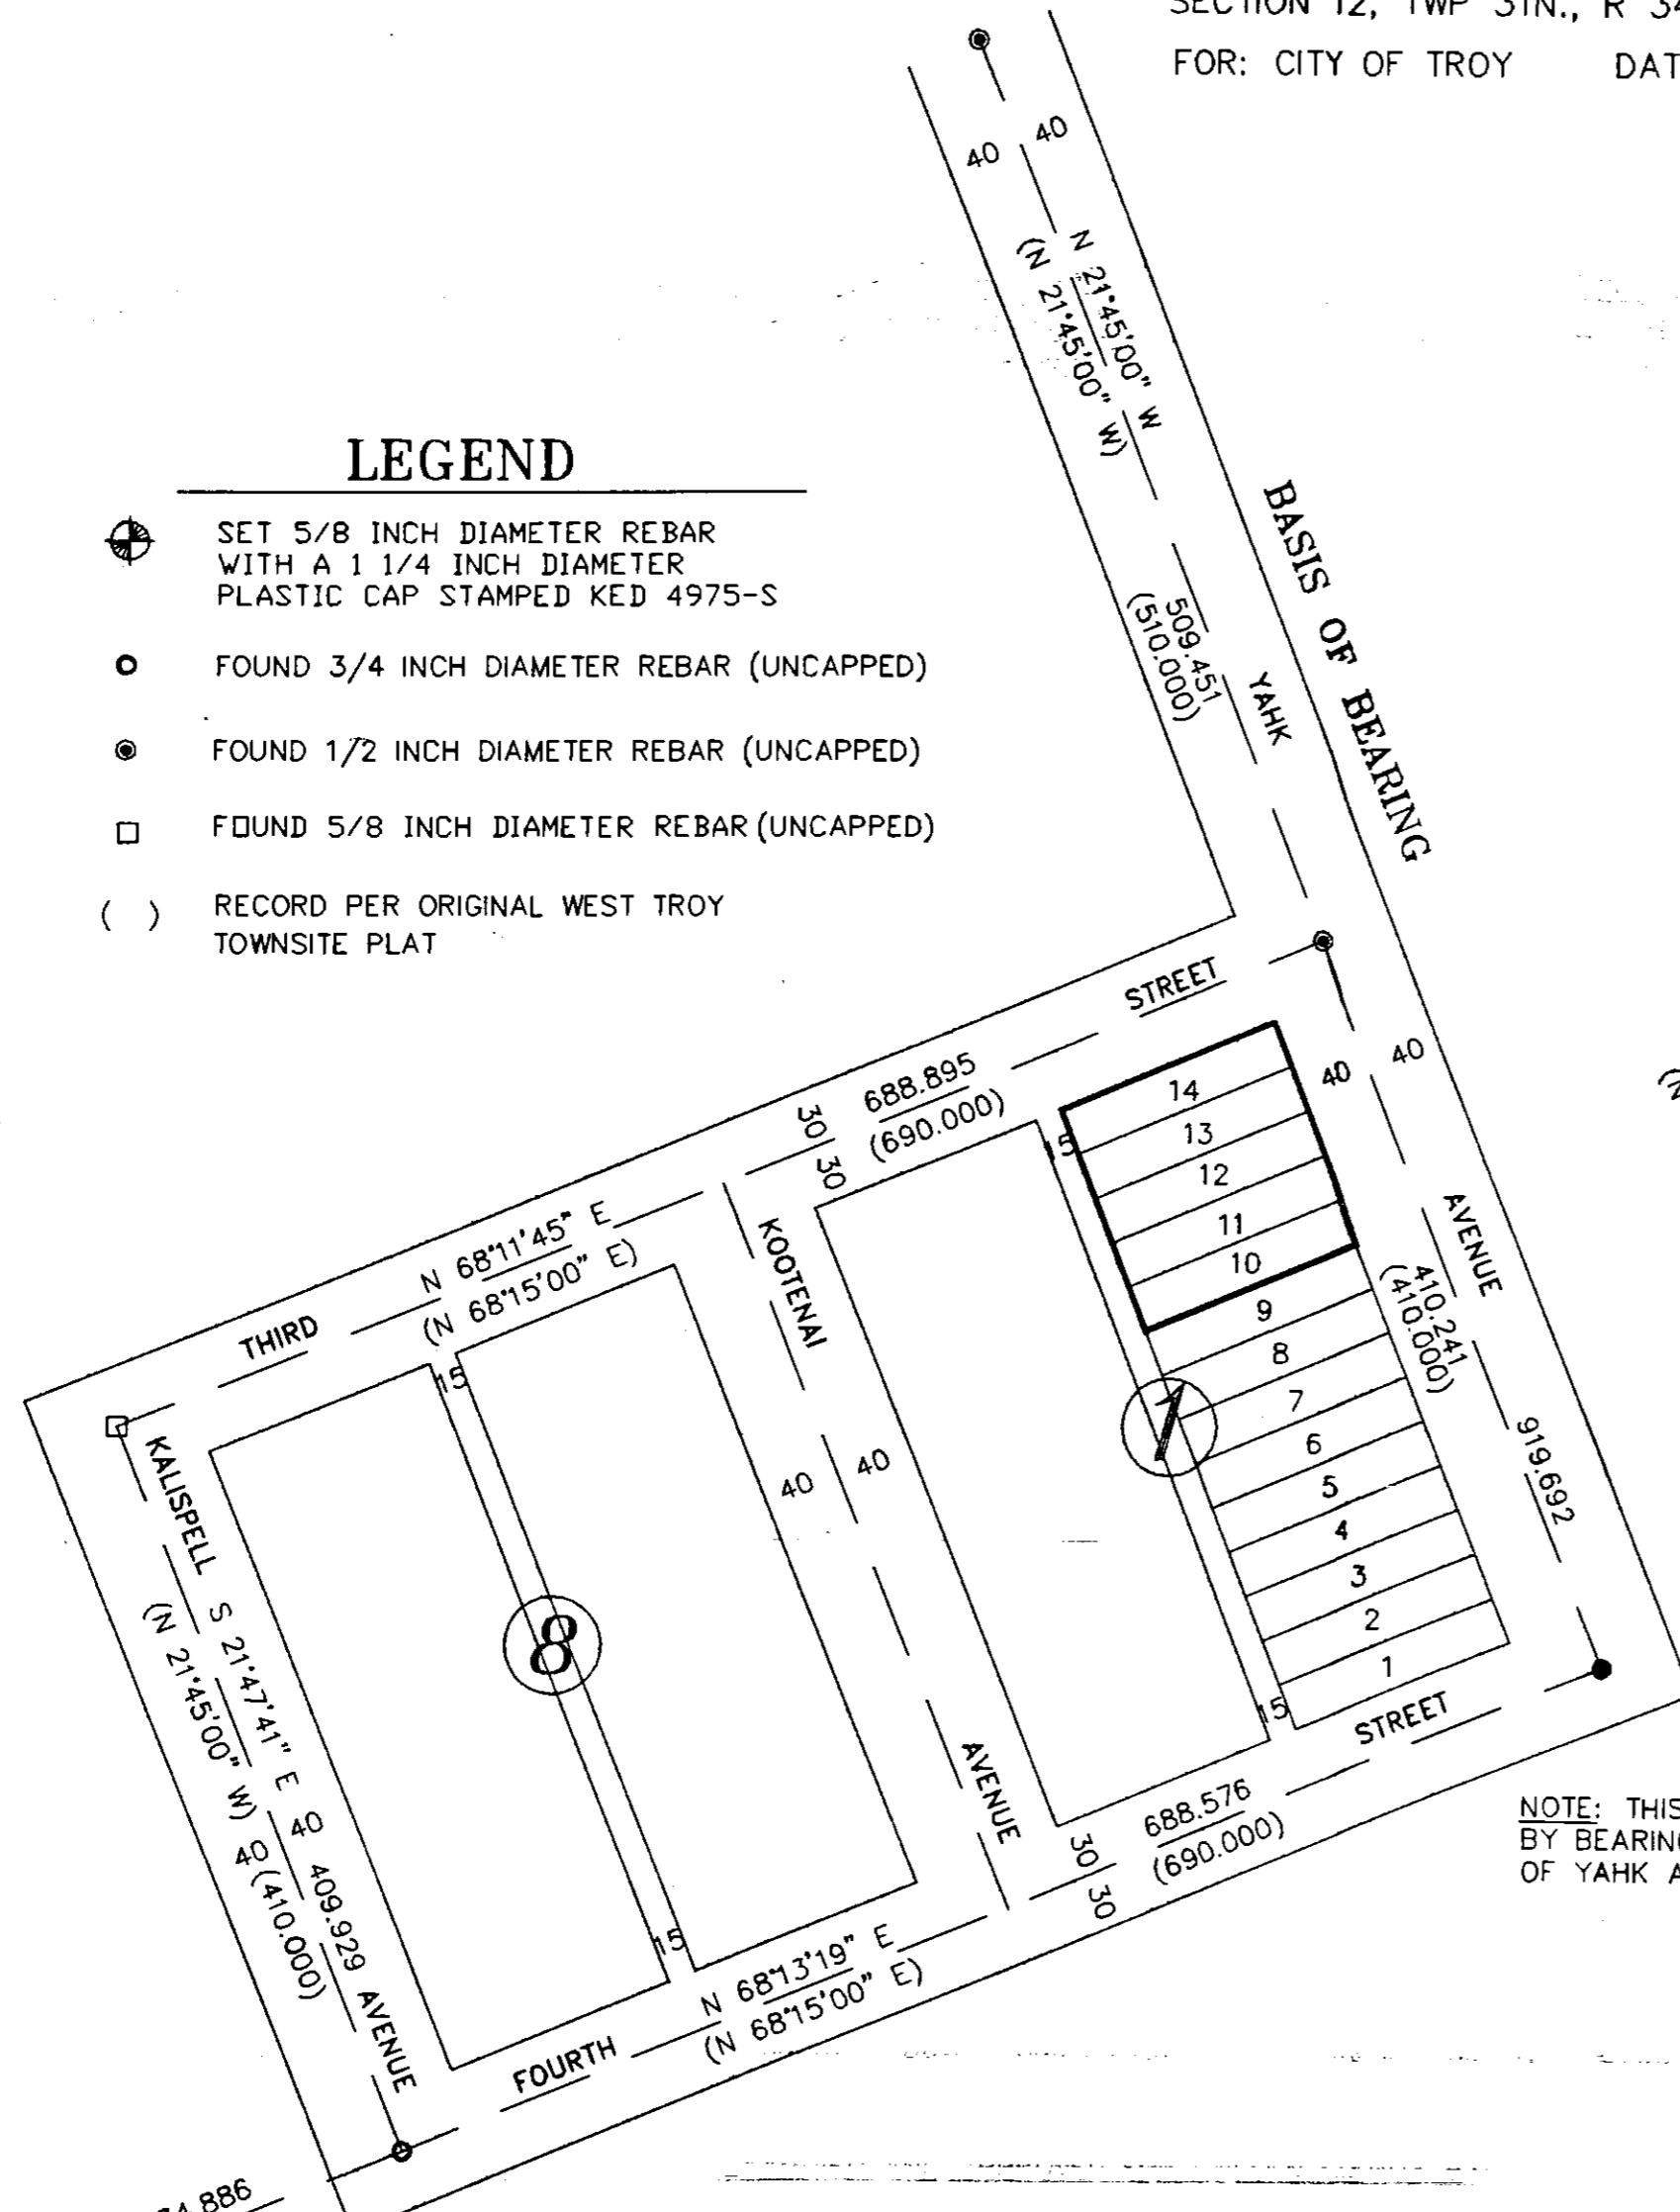 SECTION 12, TWP 31N., R 34
FOR: CITY OF TROY DAT
40 40
N 21°45'00" W
(N 21°45'00" W)
BASIS OF BEARING
509.451
(510.000)
YAHK
LEGEND
SET 5/8 INCH DIAMETER REBAR
WITH A 1 1/4 INCH DIAMETER
PLASTIC CAP STAMPED KED 4975-S
FOUND 3/4 INCH DIAMETER REBAR (UNCAPPED)
FOUND 1/2 INCH DIAMETER REBAR (UNCAPPED)
FOUND 5/8 INCH DIAMETER REBAR (UNCAPPED)
( ) RECORD PER ORIGINAL WEST TROY
TOWNSITE PLAT
STREET
688.895
(690.000)
30
30
N 68°11'45" E
(N 68°15'00" E)
THIRD
15
15
40 40
14
13
12
11
10
9
8
7
6
5
4
3
2
1
1
AVENUE
410.241
(410.000)
919.692
KOOTENAI
40 40
AVENUE
8
KALISPELL
S 21°47'41" E
(N 21°45'00" W)
40
40
409.929
(410.000)
AVENUE
15
15
STREET
688.576
(690.000)
30
30
N 68°13'19" E
(N 68°15'00" E)
FOURTH
NOTE: THIS
BY BEARIN
OF YAHK A
(N
4.886